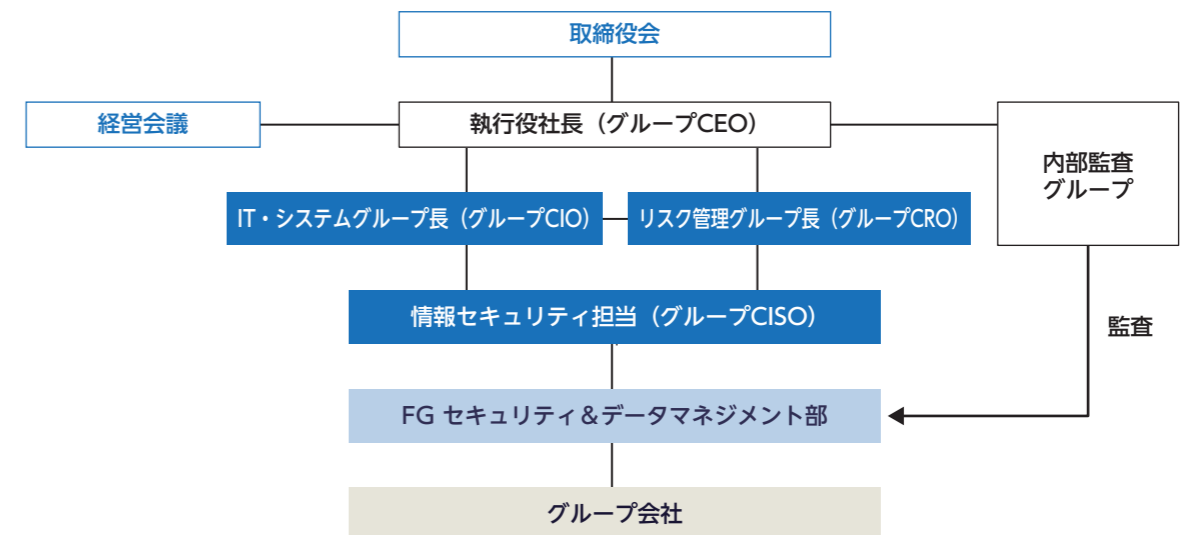 取締役会
経営会議
執行役社長（グループCEO）
内部監査
グループ
IT・システムグループ長（グループCIO）
リスク管理グループ長（グループCRO）
情報セキュリティ担当（グループCISO）
監査
FG セキュリティ＆データマネジメント部
グループ会社